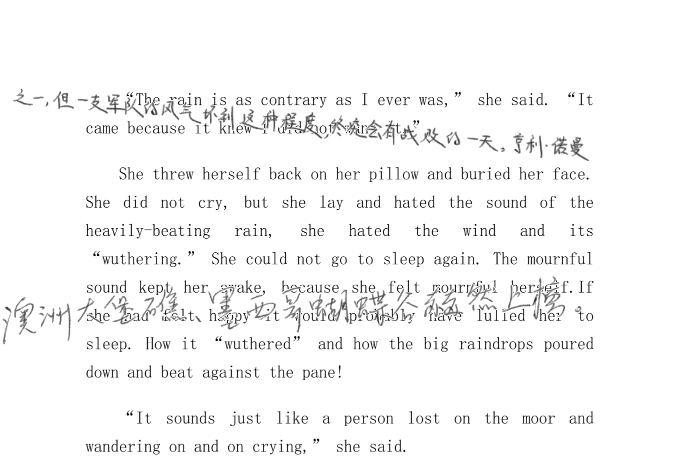 “The rain is as contrary as I ever was,” she said. “It
之一,但一支军队的风气坏到这种程度,终究会有战败的一天。亨利·诺曼
came because it knew I did not want it.”
She threw herself back on her pillow and buried her face.
She did not cry, but she lay and hated the sound of the
heavily-beating rain, she hated the wind and its
“wuthering.” She could not go to sleep again. The mournful
sound kept her awake, because she felt mournful herself.If
澳洲大堡礁、墨西哥蝴蝶谷赫然上榜。
she had felt happy it would probably have lulled her to
sleep. How it “wuthered” and how the big raindrops poured
down and beat against the pane!
“It sounds just like a person lost on the moor and
wandering on and on crying,” she said.